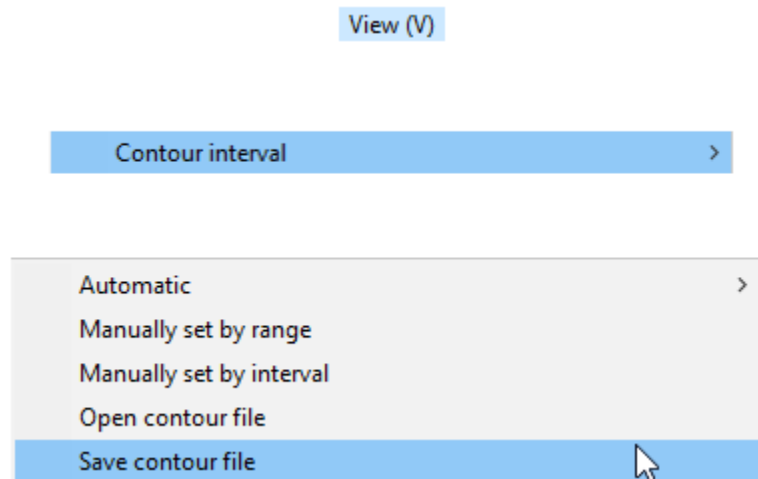 View (V)
Contour interval
Automatic
Manually set by range
Manually set by interval
Open contour file
Save contour file